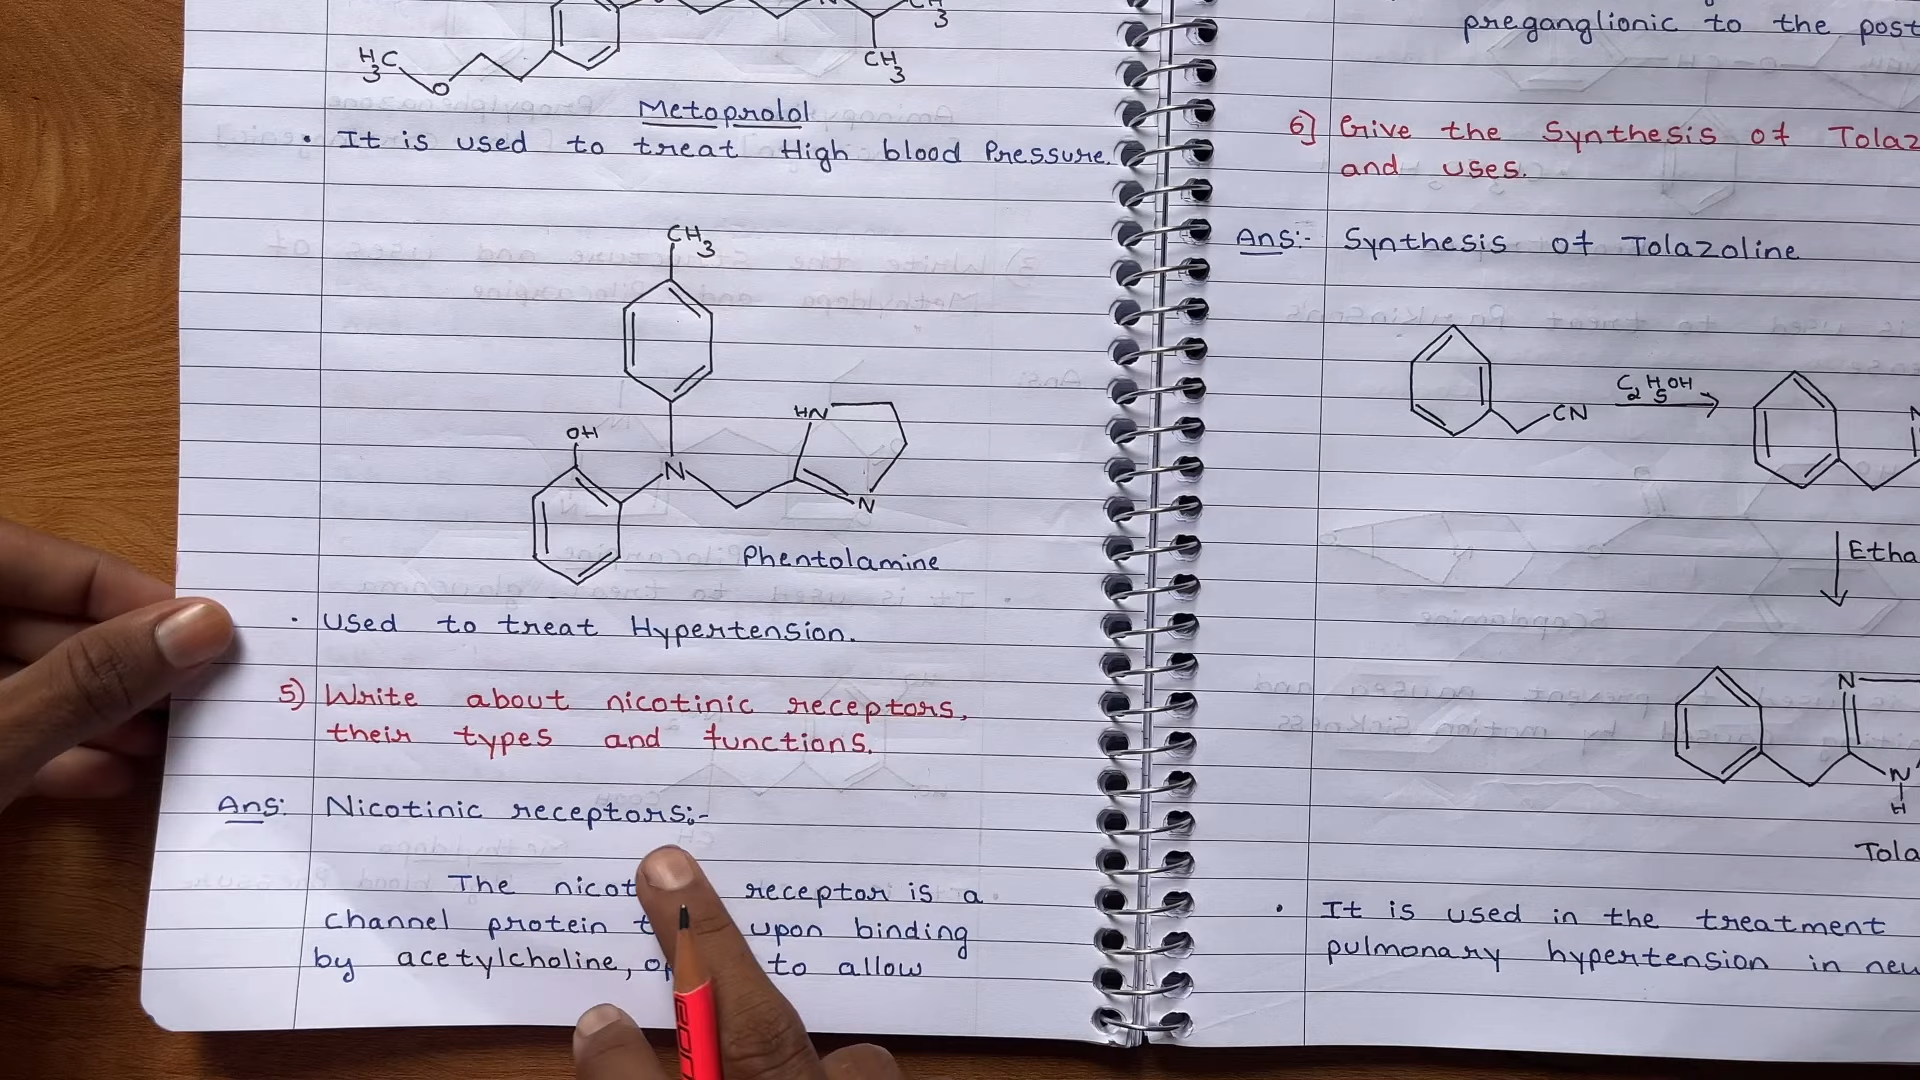 H3C
O
CH3
CH3
Metoprolol
• It is used to treat High blood Pressure.
CH3
HN
OH
N
N
Phentolamine
• used to treat Hypertension.
5) Write about nicotinic receptors,
their types and functions.
Ans: Nicotinic receptors:-
The receptor is a
channel protein upon binding
by acetylcholine, to allow
preganglionic to the post
6] Give the Synthesis of Tolaz
and uses.
Ans:- Synthesis of Tolazoline
CN
C2H5OH
Etha
N
N
H
Tola
• It is used in the treatment
pulmonary hypertension in new